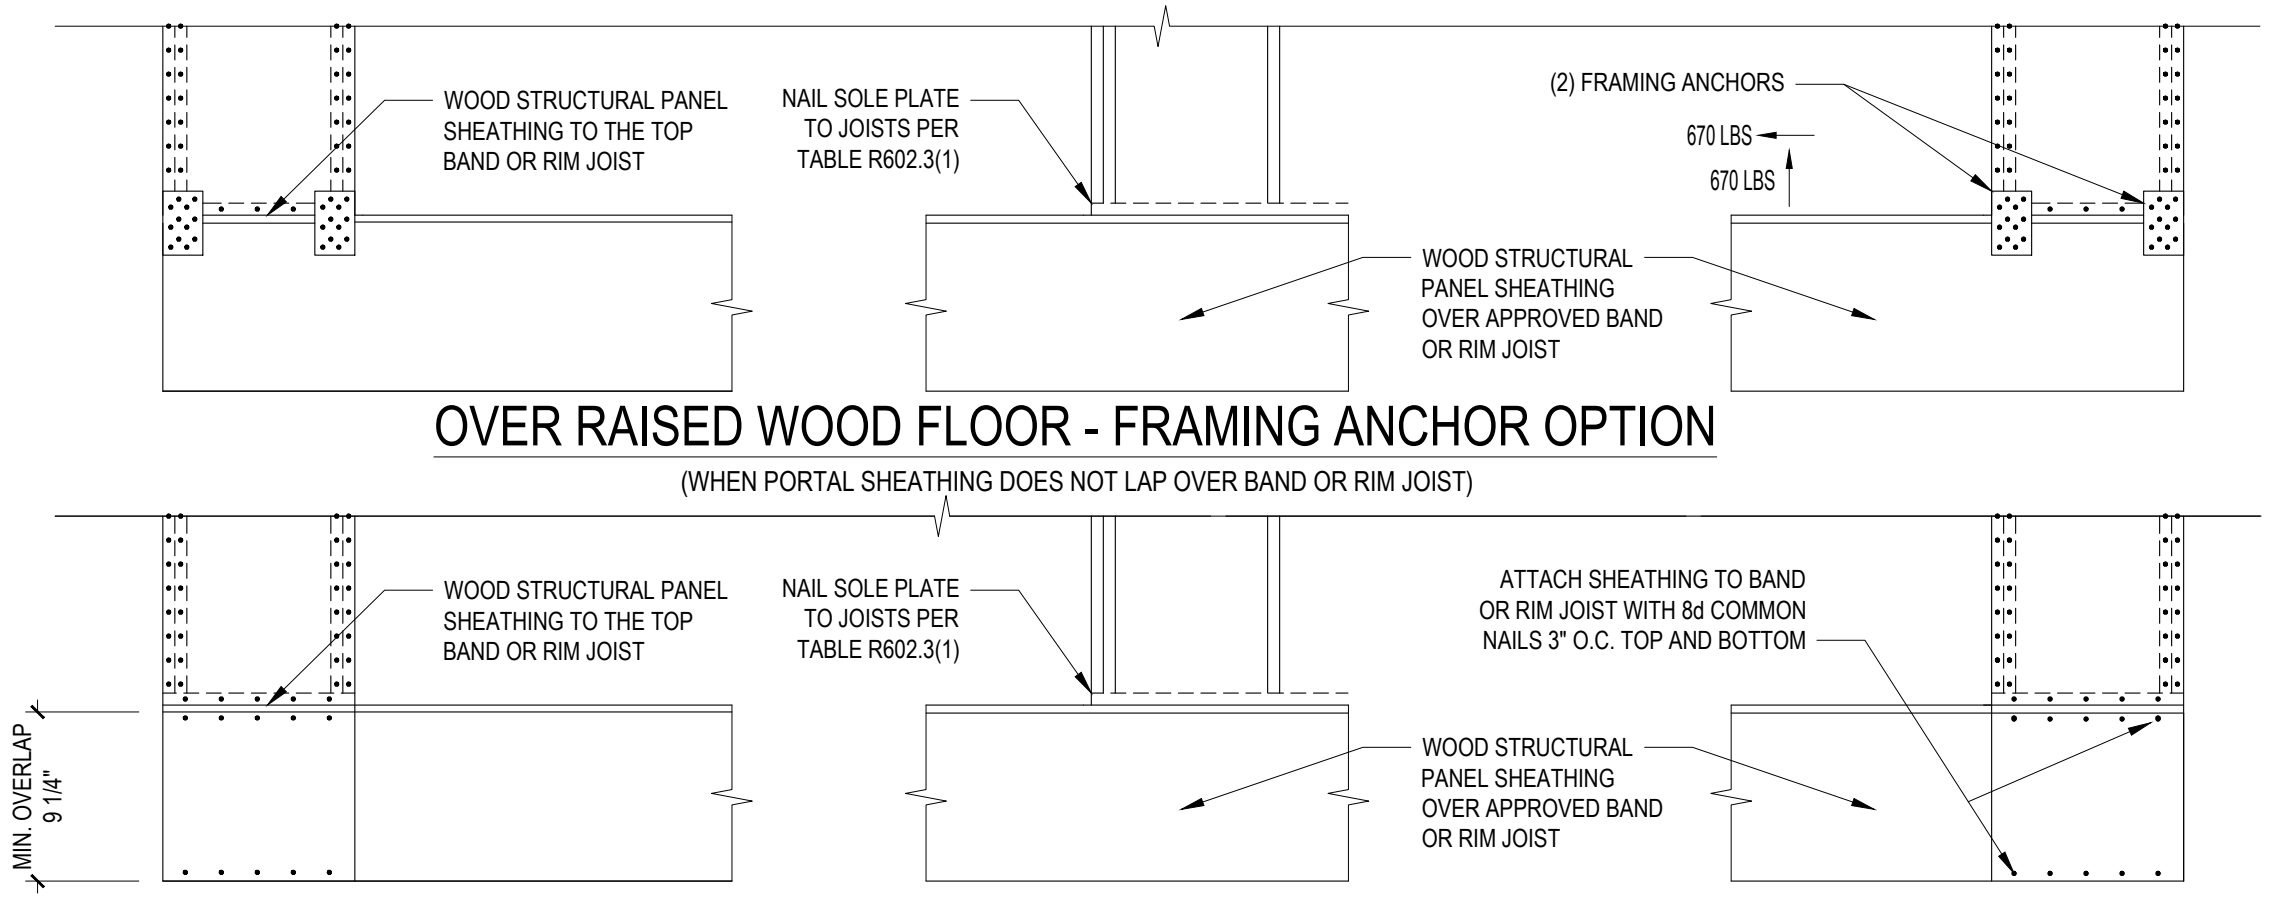 WOOD STRUCTURAL PANEL
SHEATHING TO THE TOP
BAND OR RIM JOIST
NAIL SOLE PLATE
TO JOISTS PER
TABLE R602.3(1)
(2) FRAMING ANCHORS
670 LBS
670 LBS
WOOD STRUCTURAL
PANEL SHEATHING
OVER APPROVED BAND
OR RIM JOIST
OVER RAISED WOOD FLOOR - FRAMING ANCHOR OPTION
(WHEN PORTAL SHEATHING DOES NOT LAP OVER BAND OR RIM JOIST)
WOOD STRUCTURAL PANEL
SHEATHING TO THE TOP
BAND OR RIM JOIST
NAIL SOLE PLATE
TO JOISTS PER
TABLE R602.3(1)
ATTACH SHEATHING TO BAND
OR RIM JOIST WITH 8d COMMON
NAILS 3" O.C. TOP AND BOTTOM
MIN. OVERLAP
9 1/4"
WOOD STRUCTURAL
PANEL SHEATHING
OVER APPROVED BAND
OR RIM JOIST